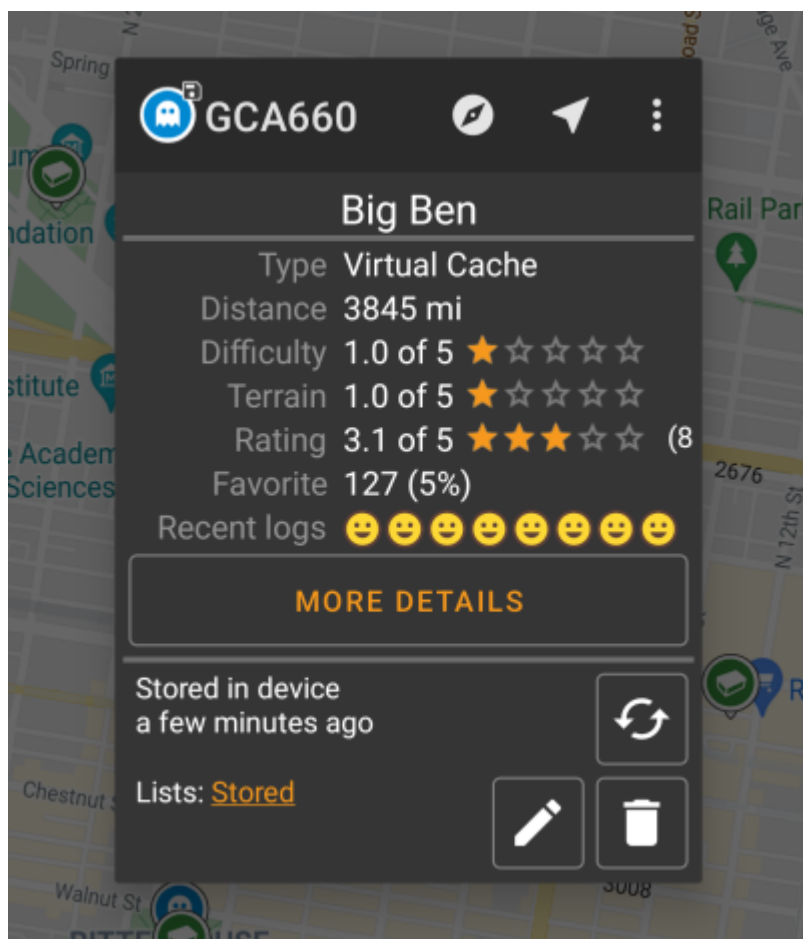 Spring
GCA660
Big Ben
Rail Par
Type Virtual Cache
Distance 3845 mi
Difficulty 1.0 of 5
Terrain 1.0 of 5
Rating 3.1 of 5 (8
Favorite 127 (5%)
Recent logs
MORE DETAILS
Stored in device
a few minutes ago
Lists: Stored
ndation
stitute
Academ
Sciences
2676
N 12th St
Chestnut
Walnut St
3008